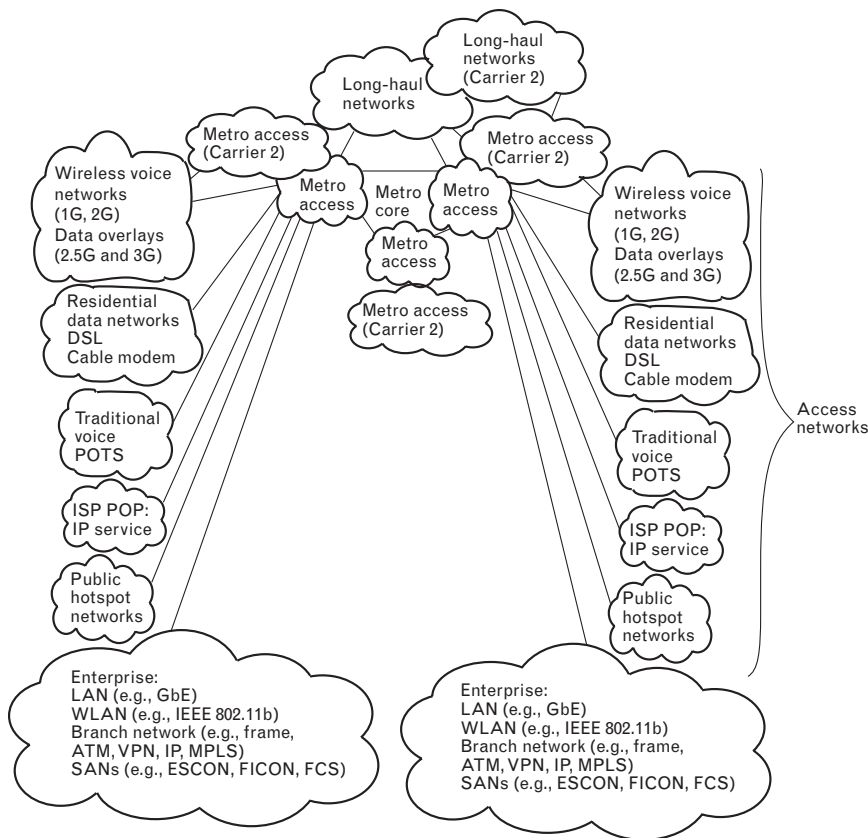 Long-haul
networks
(Carrier 2)
Long-haul
networks
Metro access
(Carrier 2)
Metro access
(Carrier 2)
Wireless voice
networks
(1G, 2G)
Data overlays
(2.5G and 3G)
Metro
access
Metro
core
Metro
access
Metro
access
Metro access
(Carrier 2)
Wireless voice
networks
(1G, 2G)
Data overlays
(2.5G and 3G)
Residential
data networks
DSL
Cable modem
Residential
data networks
DSL
Cable modem
Traditional
voice
POTS
Traditional
voice
POTS
Access
networks
ISP POP:
IP service
ISP POP:
IP service
Public
hotspot
networks
Public
hotspot
networks
Enterprise:
LAN (e.g., GbE)
WLAN (e.g., IEEE 802.11b)
Branch network (e.g., frame,
ATM, VPN, IP, MPLS)
SANs (e.g., ESCON, FICON, FCS)
Enterprise:
LAN (e.g., GbE)
WLAN (e.g., IEEE 802.11b)
Branch network (e.g., frame,
ATM, VPN, IP, MPLS)
SANs (e.g., ESCON, FICON, FCS)